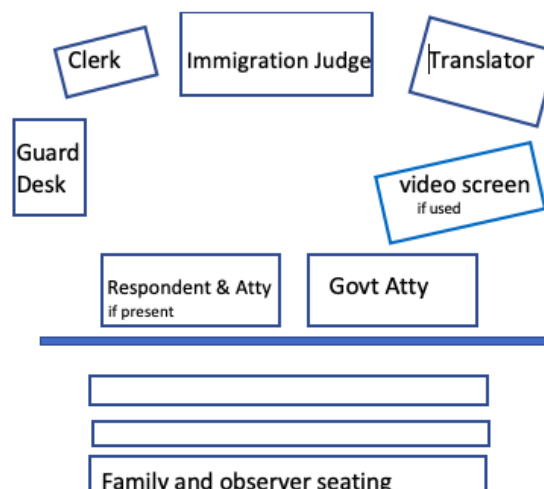 Clerk
Immigration Judge
Translator
Guard
Desk
video screen
if used
Respondent & Atty
if present
Govt Atty
Family and observer seating